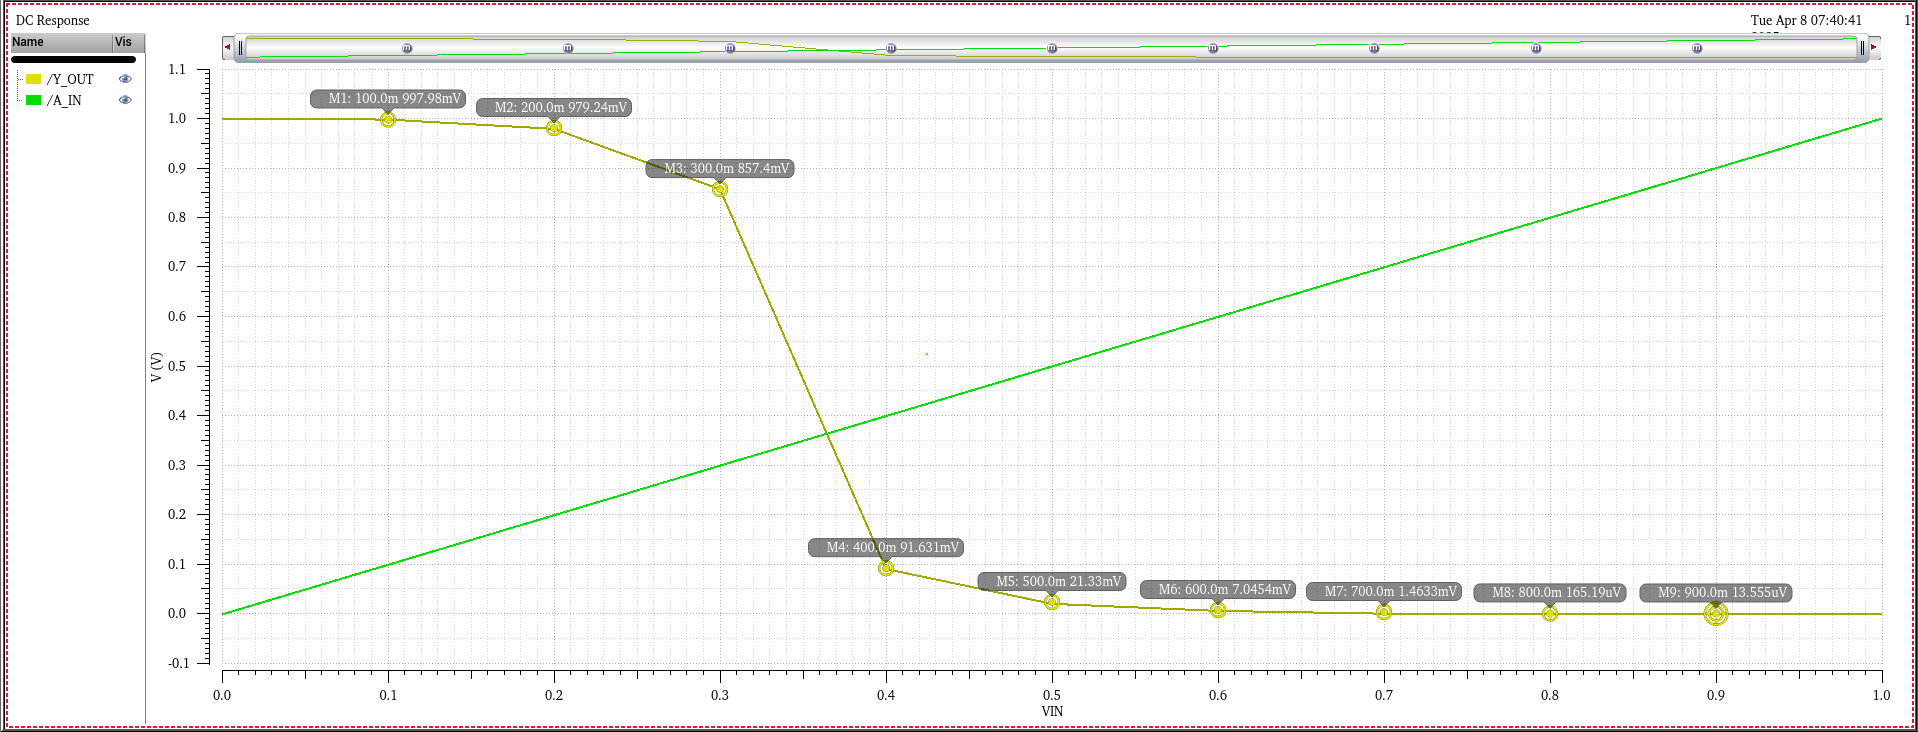 DC Response
Tue Apr 8 07:40:41
1
Name Vis
/Y_OUT
/A_IN
V (V)
1.1
1.0
0.9
0.8
0.7
0.6
0.5
0.4
0.3
0.2
0.1
0.0
-0.1
M1: 100.0m 997.98mV
M2: 200.0m 979.24mV
M3: 300.0m 857.4mV
M4: 400.0m 91.631mV
M5: 500.0m 21.33mV
M6: 600.0m 7.0454mV
M7: 700.0m 1.4633mV
M8: 800.0m 165.19uV
M9: 900.0m 13.555uV
0.0 0.1 0.2 0.3 0.4 0.5 0.6 0.7 0.8 0.9 1.0
VIN